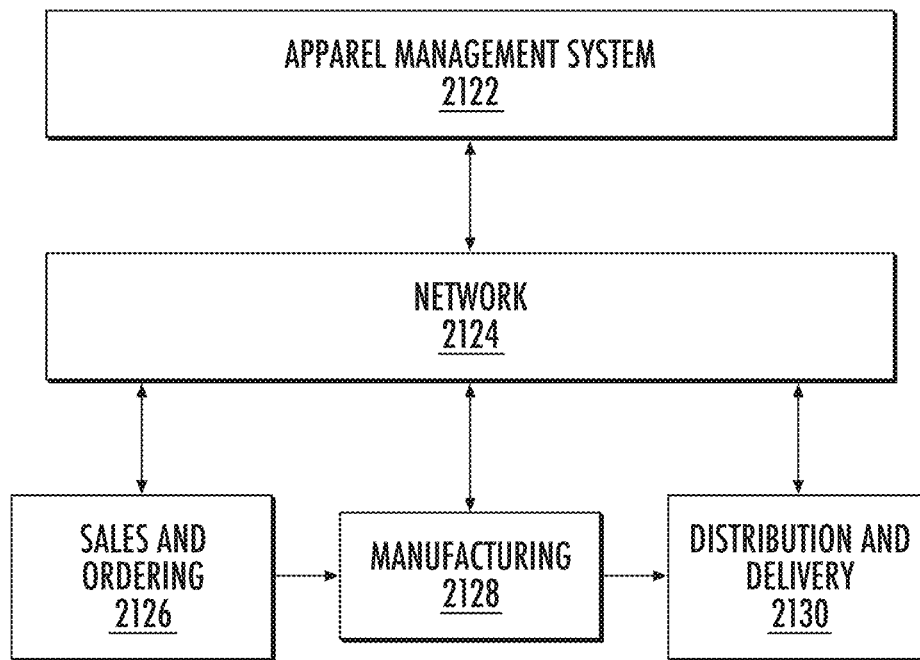 APPAREL MANAGEMENT SYSTEM
2122
NETWORK
2124
SALES AND
ORDERING
2126
MANUFACTURING
2128
DISTRIBUTION AND
DELIVERY
2130